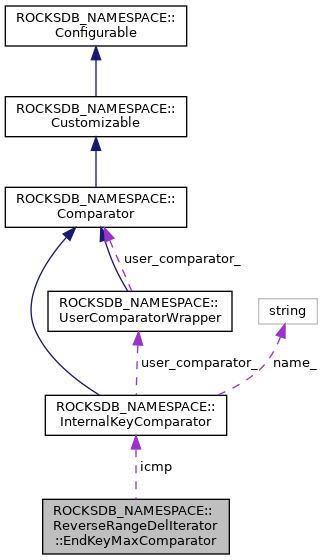 ROCKSDB_NAMESPACE::
Configurable
ROCKSDB_NAMESPACE::
Customizable
ROCKSDB_NAMESPACE::
Comparator
user_comparator_
ROCKSDB_NAMESPACE::
UserComparatorWrapper
string
user_comparator_
name_
ROCKSDB_NAMESPACE::
InternalKeyComparator
icmp
ROCKSDB_NAMESPACE::
ReverseRangeDelIterator
::EndKeyMaxComparator